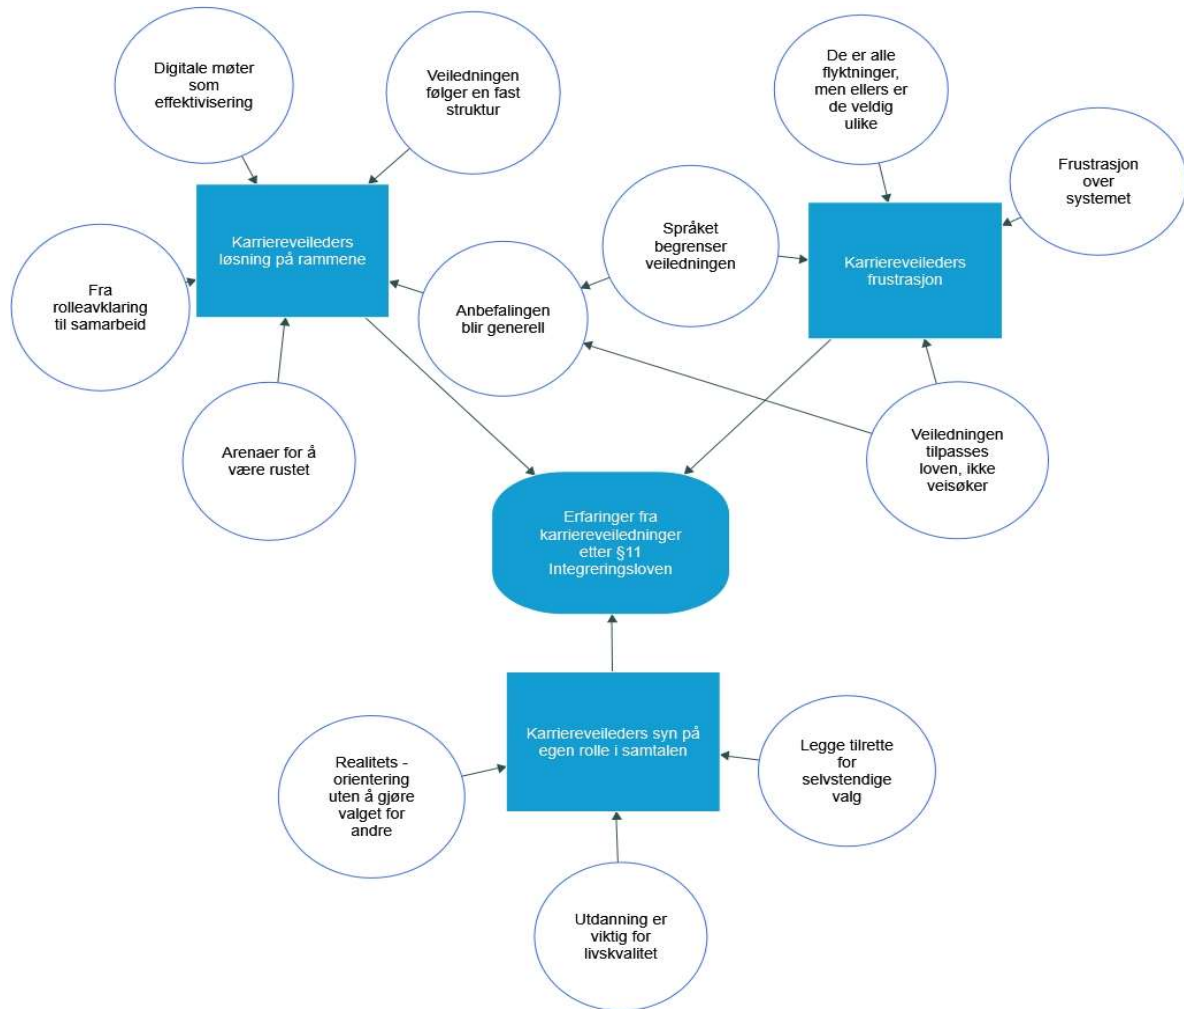 Digitale møter
som
effektivisering
Veiledningen
følger en fast
struktur
De er alle
flyktninger,
men ellers er
de veldig
ulike
Frustrasjon
over
systemet
Karriereveileders
løsning på rammene
Språket
begrenser
veiledningen
Karriereveileders
frustrasjon
Fra
rolleavklaring
til samarbeid
Anbefalingen
blir generell
Arenaer for å
være rustet
Veiledningen
tilpasses
loven, ikke
veisøker
Erfaringer fra
karriereveiledninger
etter §11
Integreringsloven
Karriereveileders syn på
egen rolle i samtalen
Realitets -
orientering
uten å gjøre
valget for
andre
Legge tilrette
for
selvstendige
valg
Utdanning er
viktig for
livskvalitet